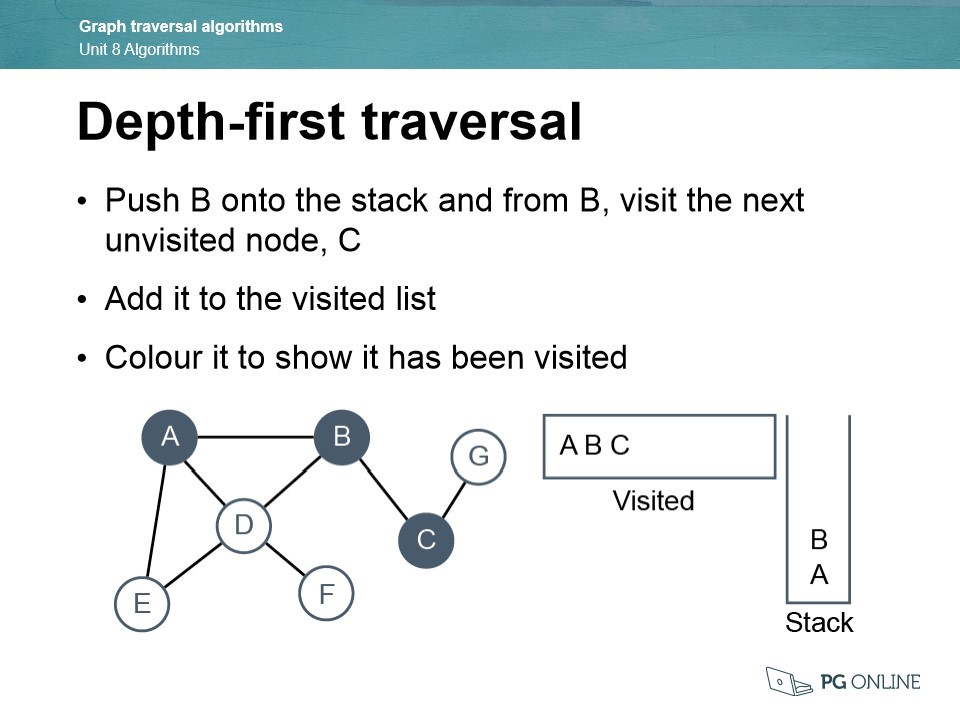 Graph traversal algorithms
Unit 8 Algorithms
Depth-first traversal
• Push B onto the stack and from B, visit the next
unvisited node, C
• Add it to the visited list
• Colour it to show it has been visited
A
B
G
D
C
E
F
A B C
Visited
B
A
Stack
PG ONLINE